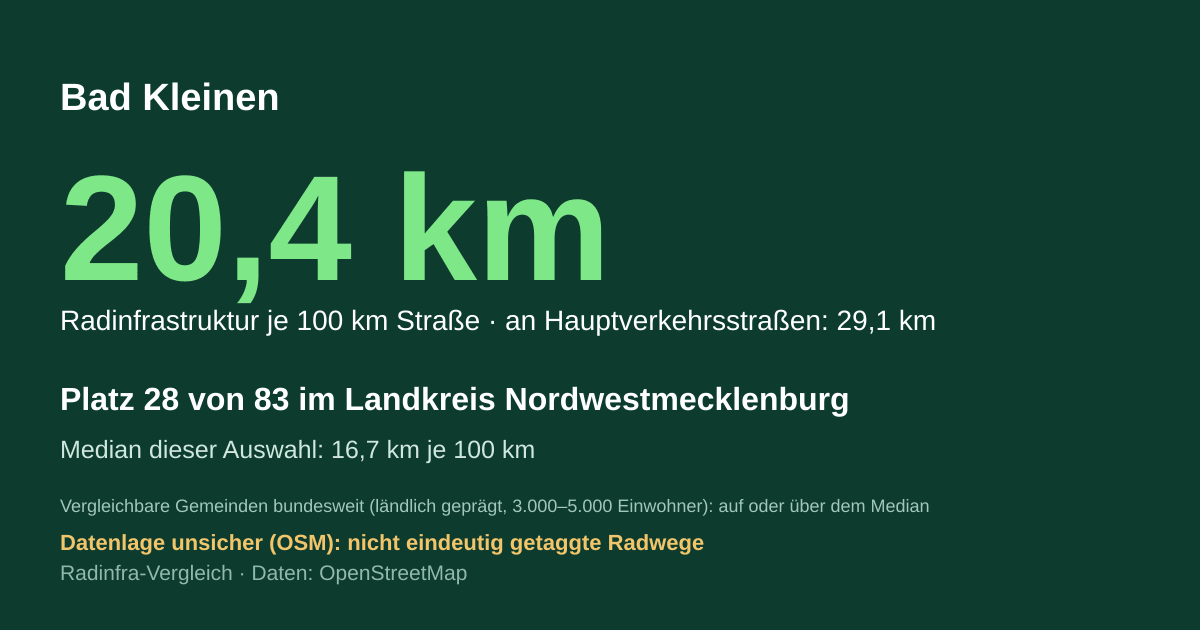 Bad Kleinen
20,4 km
Radinfrastruktur je 100 km Straße · an Hauptverkehrsstraßen: 29,1 km
Platz 28 von 83 im Landkreis Nordwestmecklenburg
Median dieser Auswahl: 16,7 km je 100 km
Vergleichbare Gemeinden bundesweit (ländlich geprägt, 3.000–5.000 Einwohner): auf oder über dem Median
Datenlage unsicher (OSM): nicht eindeutig getaggte Radwege
Radinfra-Vergleich · Daten: OpenStreetMap